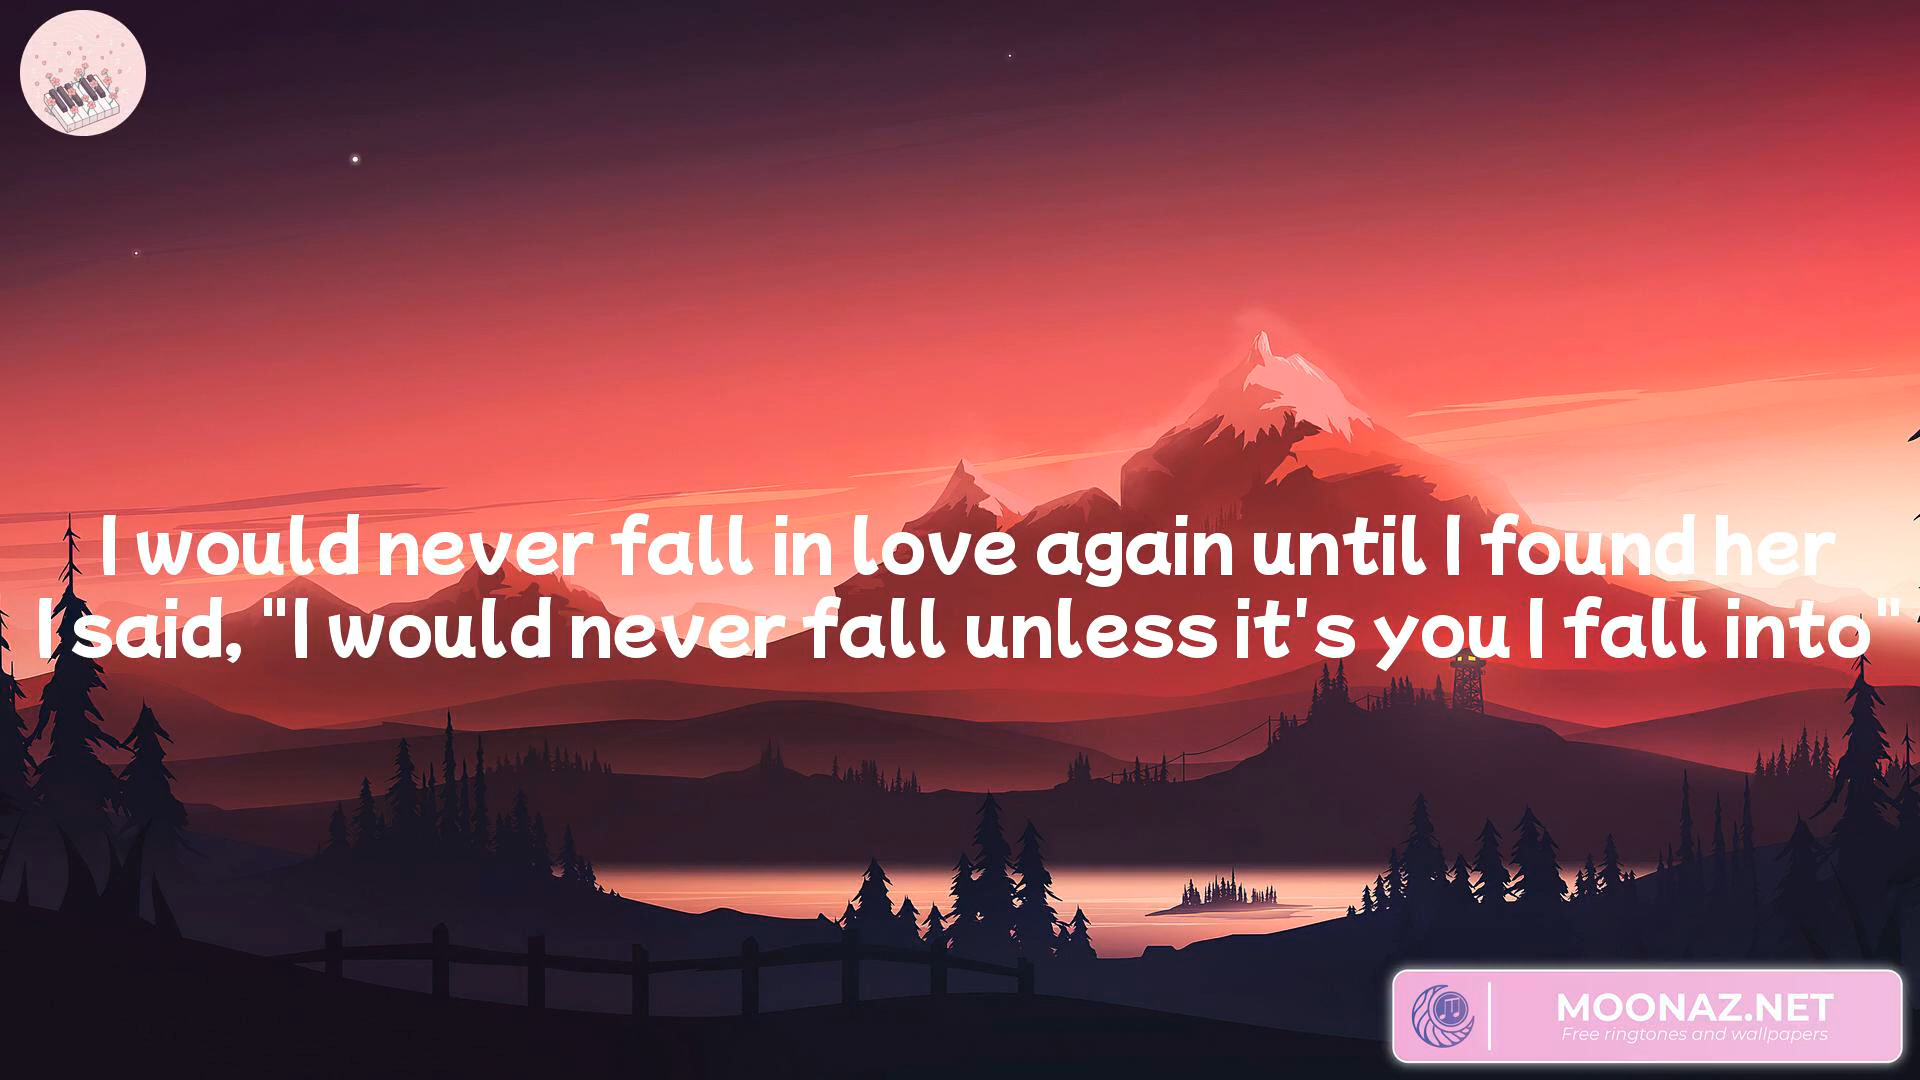 I would never fall in love again until I found her
I said, "I would never fall unless it's you I fall into"
MOONAZ.NET
Free ringtones and wallpapers